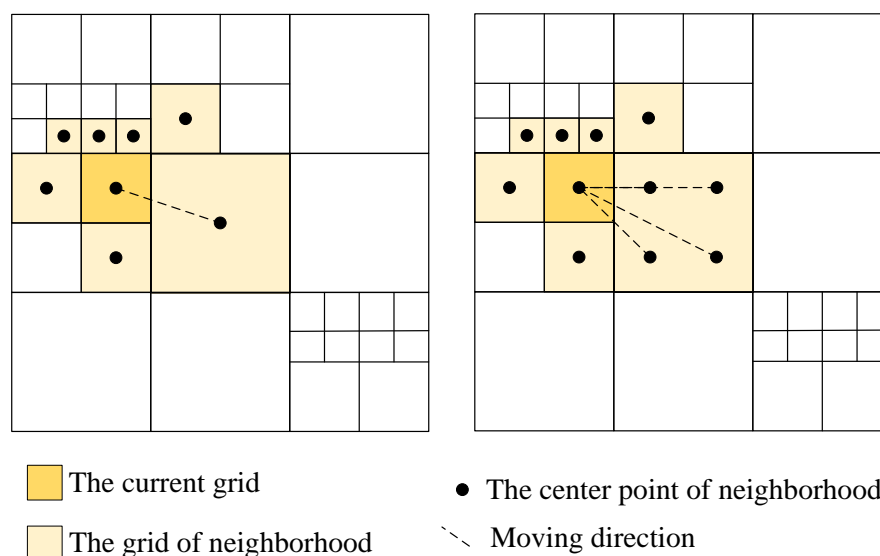 The current grid
The center point of neighborhood
The grid of neighborhood
Moving direction